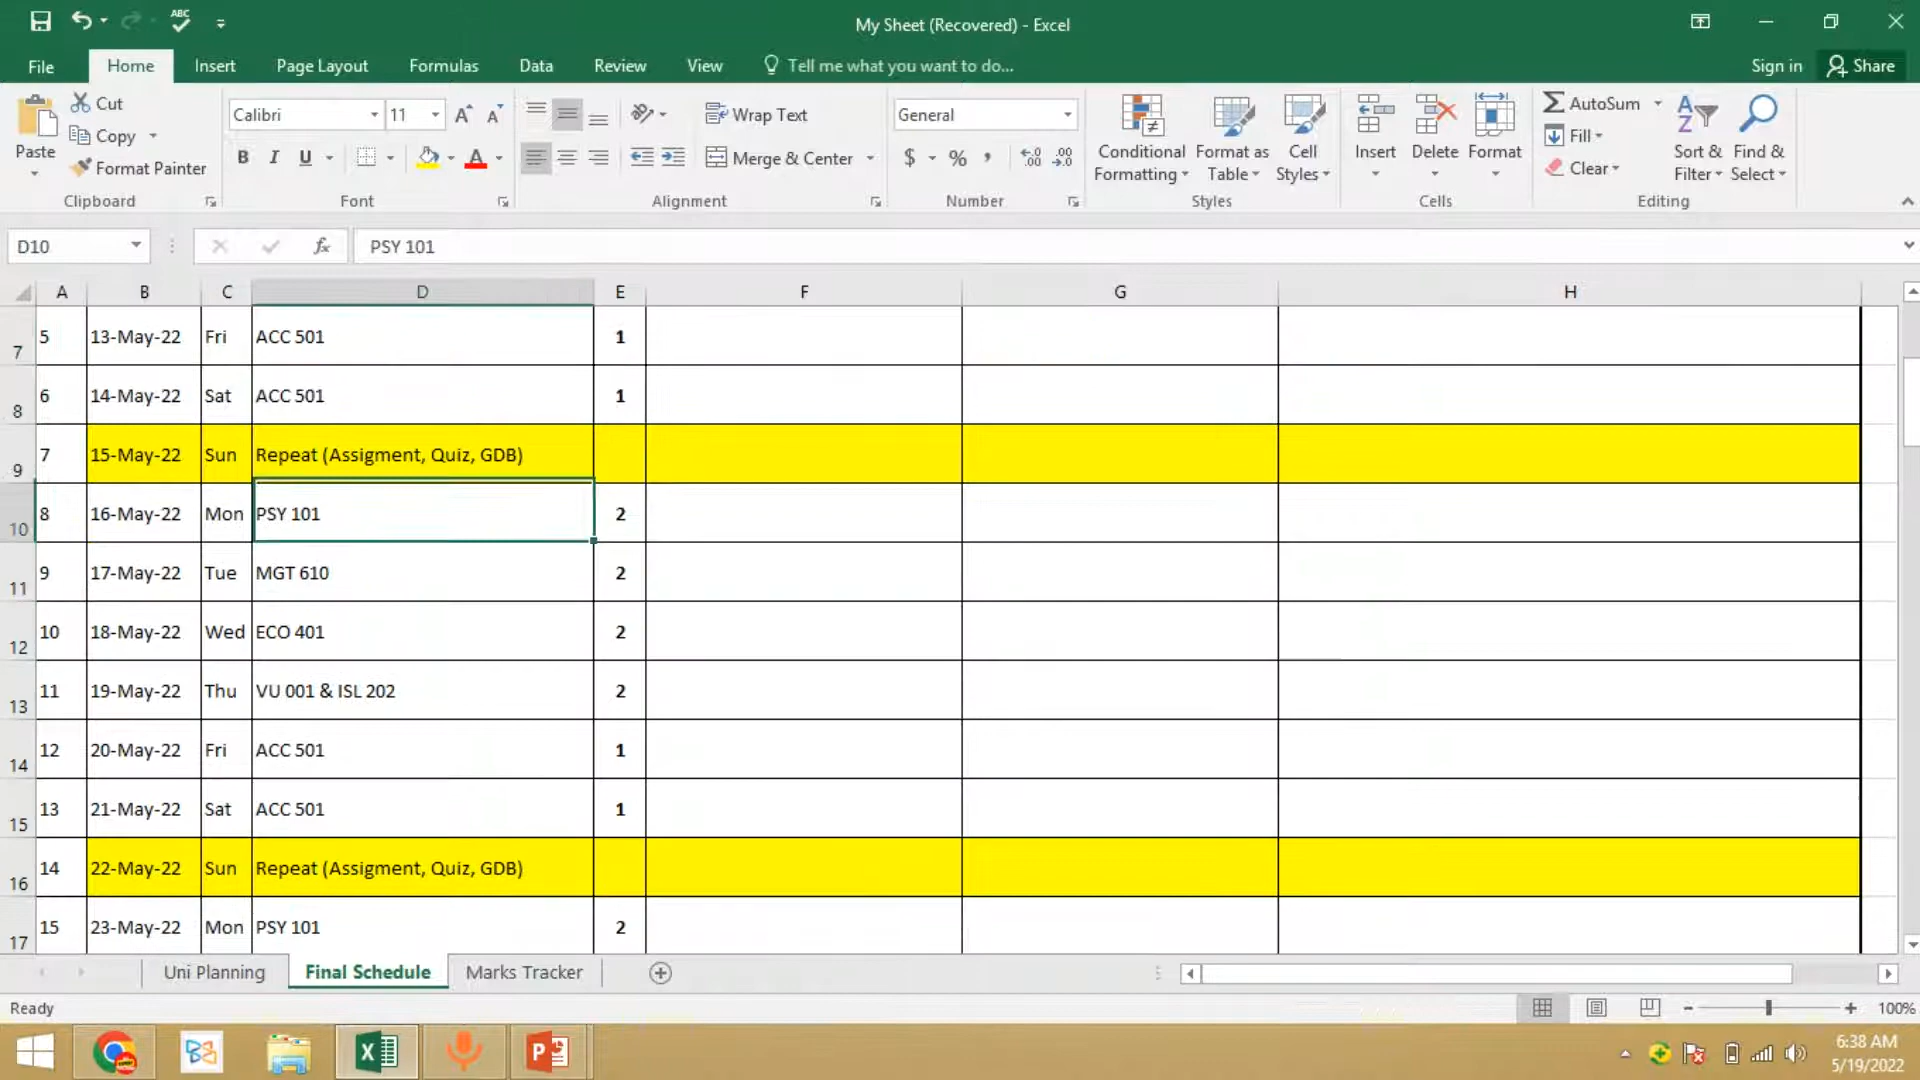 My Sheet (Recovered) - Excel
File Home Insert Page Layout Formulas Data Review View Tell me what you want to do... Sign in Share
Paste Cut Copy Format Painter
Clipboard
Calibri 11
B I U A
Font
Wrap Text
Merge & Center
Alignment
General
$ % ,
Number
Conditional Formatting Format as Table Cell Styles
Styles
Insert Delete Format
Cells
AutoSum Fill Clear
Sort & Filter Find & Select
Editing
D10 fx PSY 101
A B C D E F G H
7 5 13-May-22 Fri ACC 501 1
8 6 14-May-22 Sat ACC 501 1
9 7 15-May-22 Sun Repeat (Assigment, Quiz, GDB)
10 8 16-May-22 Mon PSY 101 2
11 9 17-May-22 Tue MGT 610 2
12 10 18-May-22 Wed ECO 401 2
13 11 19-May-22 Thu VU 001 & ISL 202 2
14 12 20-May-22 Fri ACC 501 1
15 13 21-May-22 Sat ACC 501 1
16 14 22-May-22 Sun Repeat (Assigment, Quiz, GDB)
17 15 23-May-22 Mon PSY 101 2
Uni Planning Final Schedule Marks Tracker
Ready 100%
6:38 AM
5/19/2022